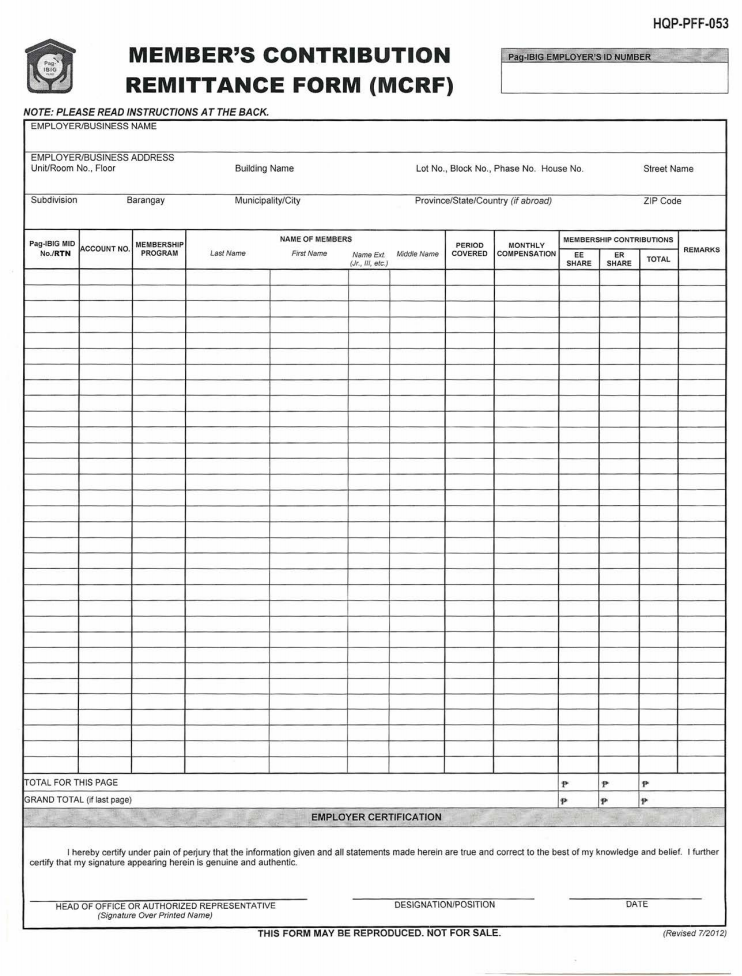 HQP-PFF-053
Pag-IBIG
MEMBER'S CONTRIBUTION
REMITTANCE FORM (MCRF)
Pag-IBIG EMPLOYER'S ID NUMBER
NOTE: PLEASE READ INSTRUCTIONS AT THE BACK.
EMPLOYER/BUSINESS NAME
EMPLOYER/BUSINESS ADDRESS
Unit/Room No., Floor Building Name Lot No., Block No., Phase No. House No. Street Name
Subdivision Barangay Municipality/City Province/State/Country (if abroad) ZIP Code
Pag-IBIG MID No./RTN
ACCOUNT NO.
MEMBERSHIP PROGRAM
NAME OF MEMBERS
Last Name First Name Name Ext. (Jr., III, etc.) Middle Name
PERIOD COVERED
MONTHLY COMPENSATION
MEMBERSHIP CONTRIBUTIONS
EE SHARE
ER SHARE
TOTAL
REMARKS
TOTAL FOR THIS PAGE ₱ ₱ ₱
GRAND TOTAL (if last page) ₱ ₱ ₱
EMPLOYER CERTIFICATION
I hereby certify under pain of perjury that the information given and all statements made herein are true and correct to the best of my knowledge and belief. I further
certify that my signature appearing herein is genuine and authentic.
HEAD OF OFFICE OR AUTHORIZED REPRESENTATIVE DESIGNATION/POSITION DATE
(Signature Over Printed Name)
THIS FORM MAY BE REPRODUCED. NOT FOR SALE. (Revised 7/2012)